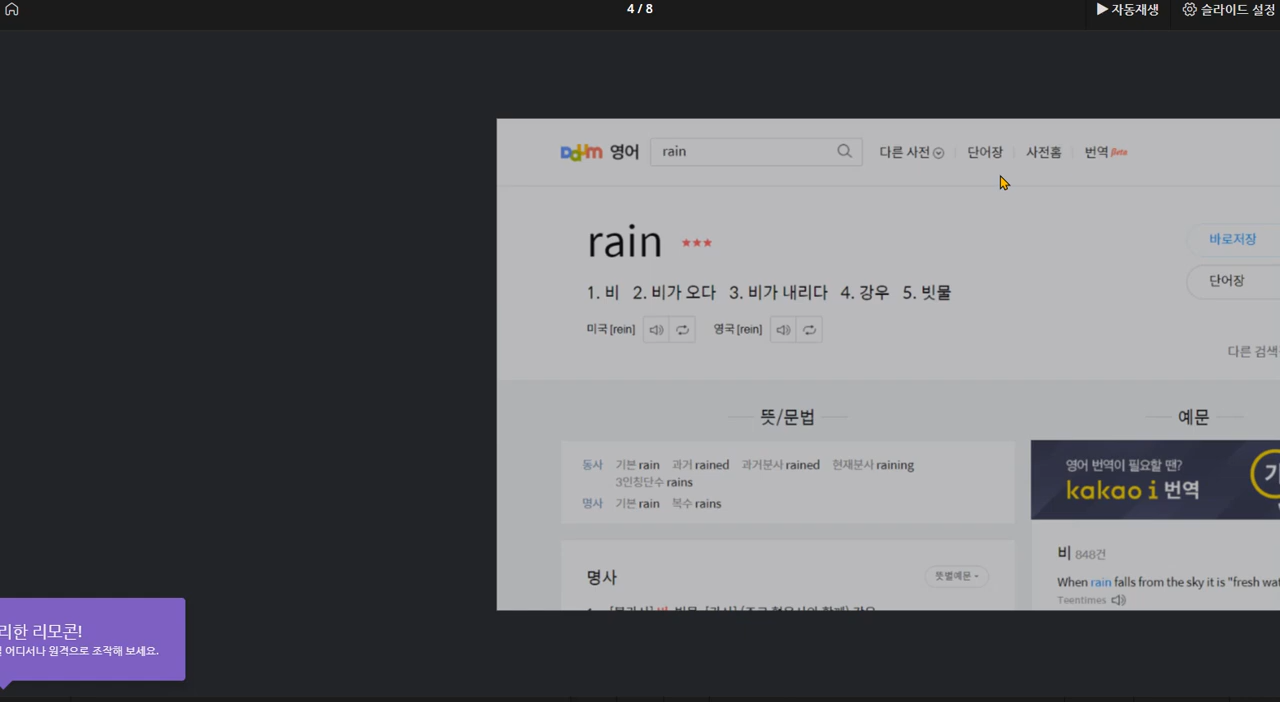 4 / 8
▶ 자동재생
슬라이드 설정
Daum 영어 rain 다른 사전 단어장 사전홈 번역 Beta
rain ★★★
바로저장
1. 비 2. 비가 오다 3. 비가 내리다 4. 강우 5. 빗물
단어장
미국 [rein] 영국 [rein]
다른 검색
뜻/문법
동사 기본 rain 과거 rained 과거분사 rained 현재분사 raining
3인칭단수 rains
명사 기본 rain 복수 rains
명사
뜻별예문
예문
영어 번역이 필요할 땐?
kakao i 번역
비 848건
When rain falls from the sky it is "fresh
Teentimes
리한 리모콘!
어디서나 원격으로 조작해 보세요.